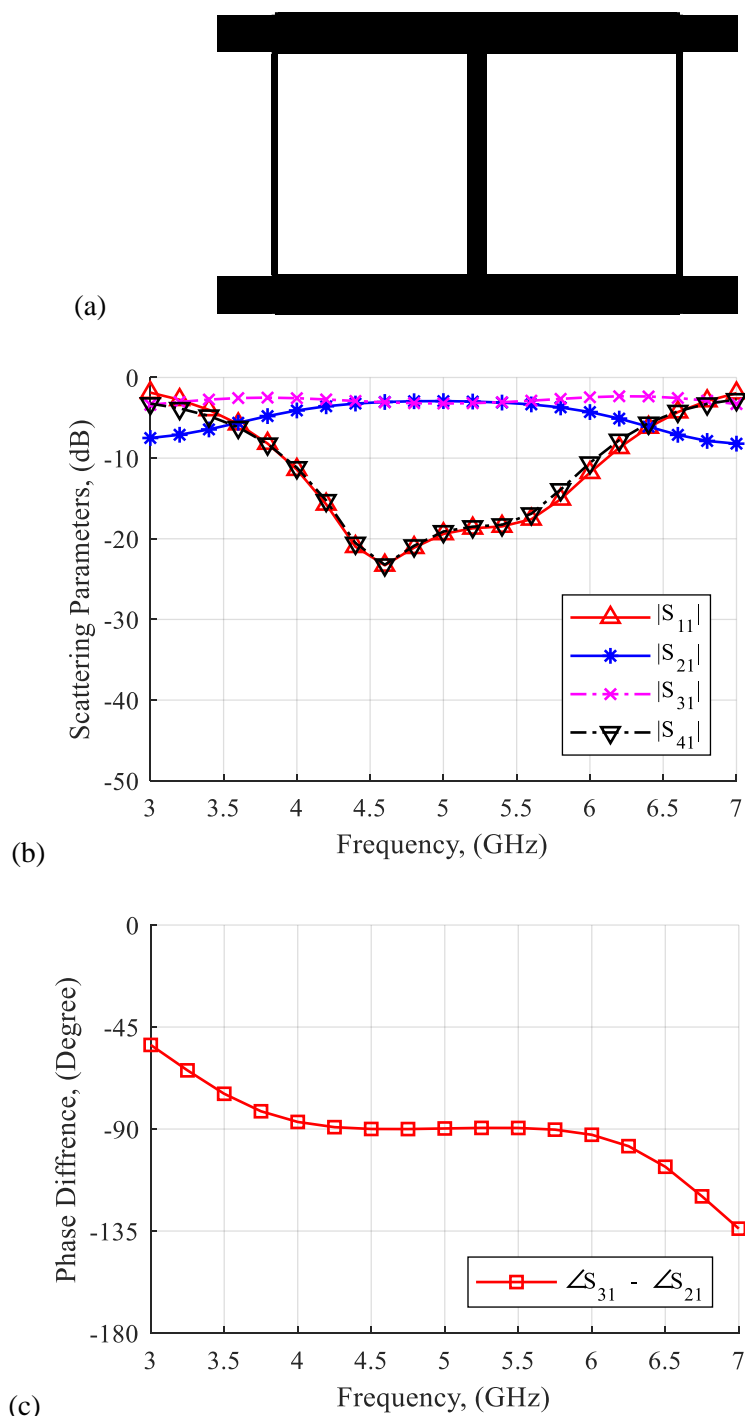 (a)
0
-10
-20
-30
-40
-50
Scattering Parameters, (dB)
|S11|
|S21|
|S31|
|S41|
3 3.5 4 4.5 5 5.5 6 6.5 7
Frequency, (GHz)
(b)
0
-45
-90
-135
-180
Phase Diffrence, (Degree)
∠S31 - ∠S21
3 3.5 4 4.5 5 5.5 6 6.5 7
Frequency, (GHz)
(c)